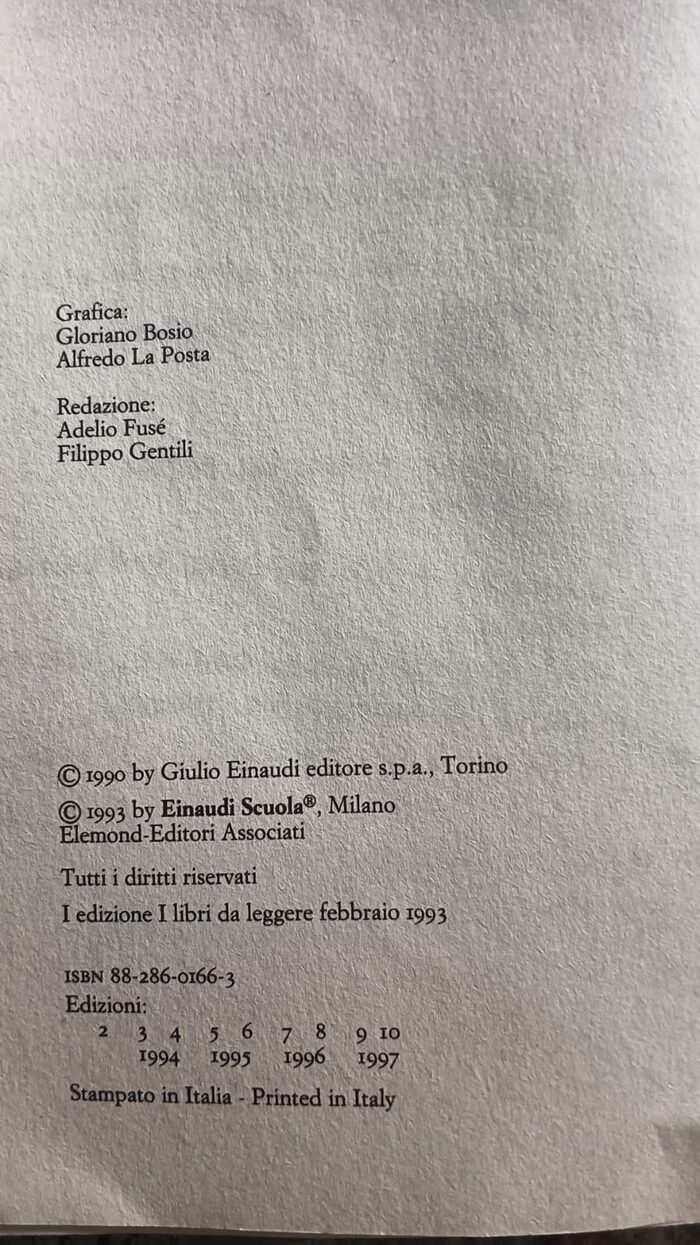 Grafica:
Gloriano Bosio
Alfredo La Posta
Redazione:
Adelio Fusé
Filippo Gentili
© 1990 by Giulio Einaudi editore s.p.a., Torino
© 1993 by Einaudi Scuola®, Milano
Elemond-Editori Associati
Tutti i diritti riservati
I edizione I libri da leggere febbraio 1993
ISBN 88-286-0166-3
Edizioni:
2 3 4 5 6 7 8 9 10
1994 1995 1996 1997
Stampato in Italia - Printed in Italy